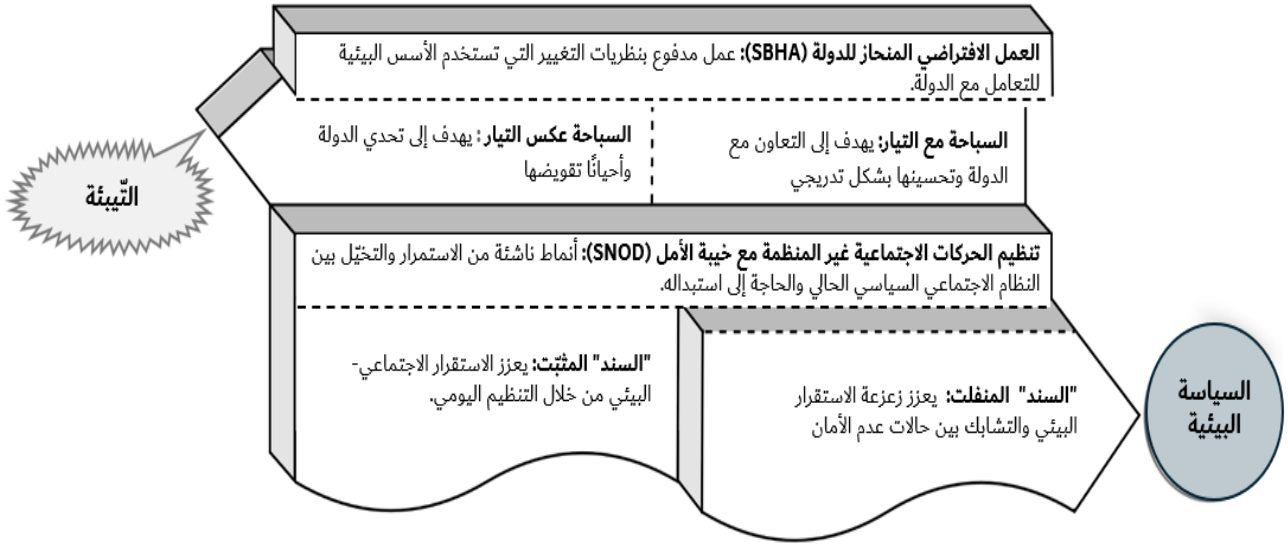 العمل الافتراضي المنحاز للدولة (SBHA): عمل مدفوع بنظريات التغيير التي تستخدم الأسس البيئية
للتعامل مع الدولة.
السباحة مع التيار: يهدف إلى التعاون مع
الدولة وتحسينها بشكل تدريجي
السباحة عكس التيار: يهدف إلى تحدي الدولة
وأحيانًا تقويضها
التّيبئة
تنظيم الحركات الاجتماعية غير المنظمة مع خيبة الأمل (SNOD): أنماط ناشئة من الاستمرار والتخيّل بين
النظام الاجتماعي السياسي الحالي والحاجة إلى استبداله.
"السند" المثبّت: يعزز الاستقرار الاجتماعي-
البيئي من خلال التنظيم اليومي.
"السند" المنفلت: يعزز زعزعة الاستقرار
البيئي والتشابك بين حالات عدم الأمان
السياسة
البيئية